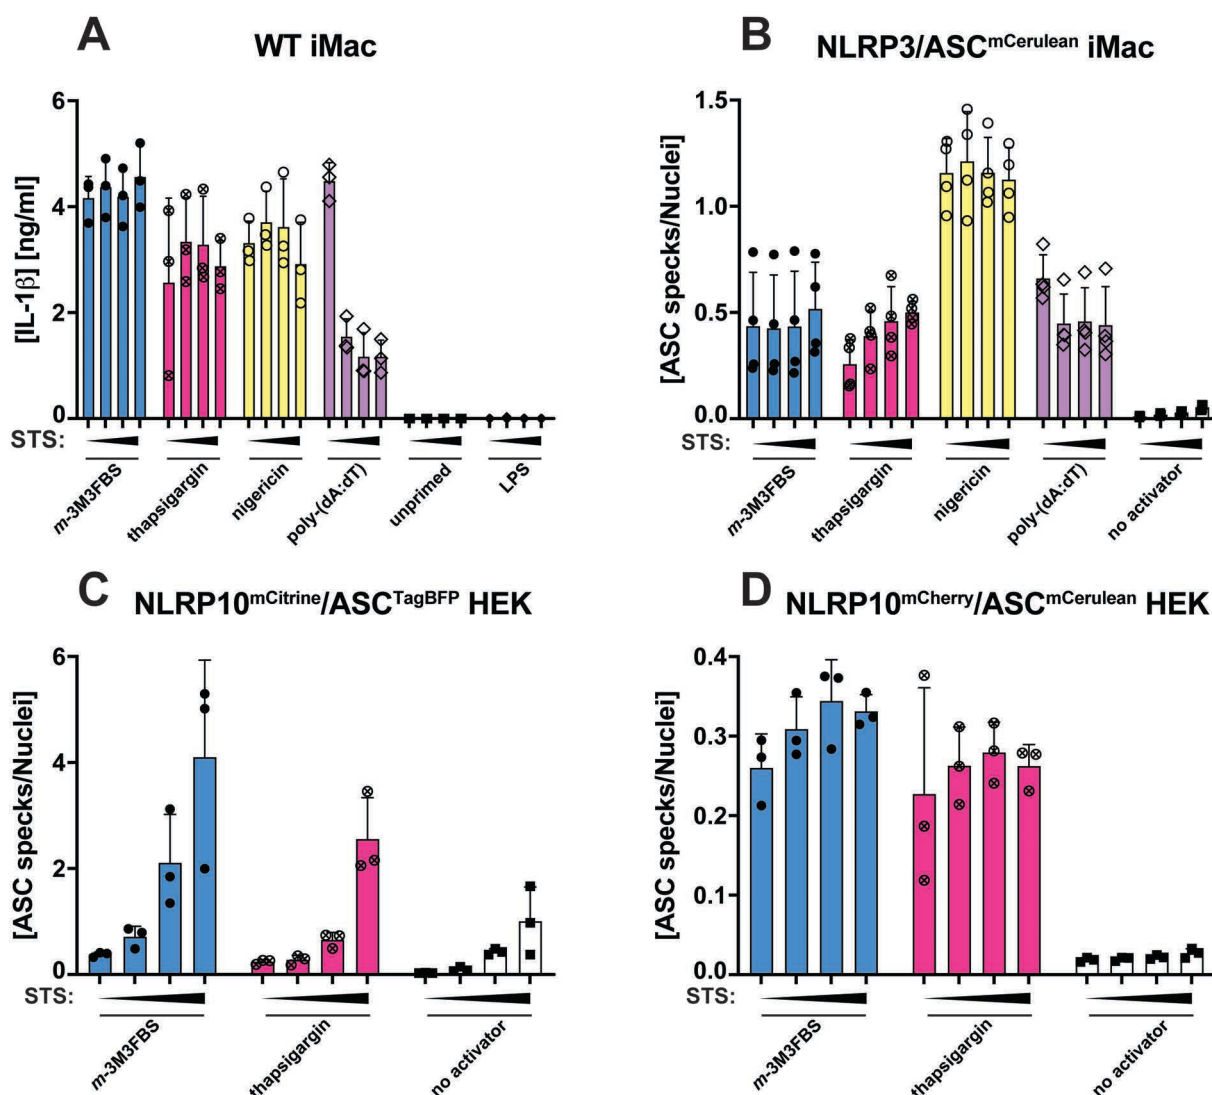 A
WT iMac
[IL-1β] [ng/ml]
6
4
2
0
STS:
m-3M3FBS
thapsigargin
nigericin
poly-(dA:dT)
unprimed
LPS
B
NLRP3/ASCmCerulean iMac
[ASC specks/Nuclei]
1.5
1.0
0.5
0.0
STS:
m-3M3FBS
thapsigargin
nigericin
poly-(dA:dT)
no activator
C
NLRP10mCitrine/ASCTagBFP HEK
[ASC specks/Nuclei]
6
4
2
0
STS:
m-3M3FBS
thapsigargin
no activator
D
NLRP10mCherry/ASCmCerulean HEK
[ASC specks/Nuclei]
0.4
0.3
0.2
0.1
0.0
STS:
m-3M3FBS
thapsigargin
no activator